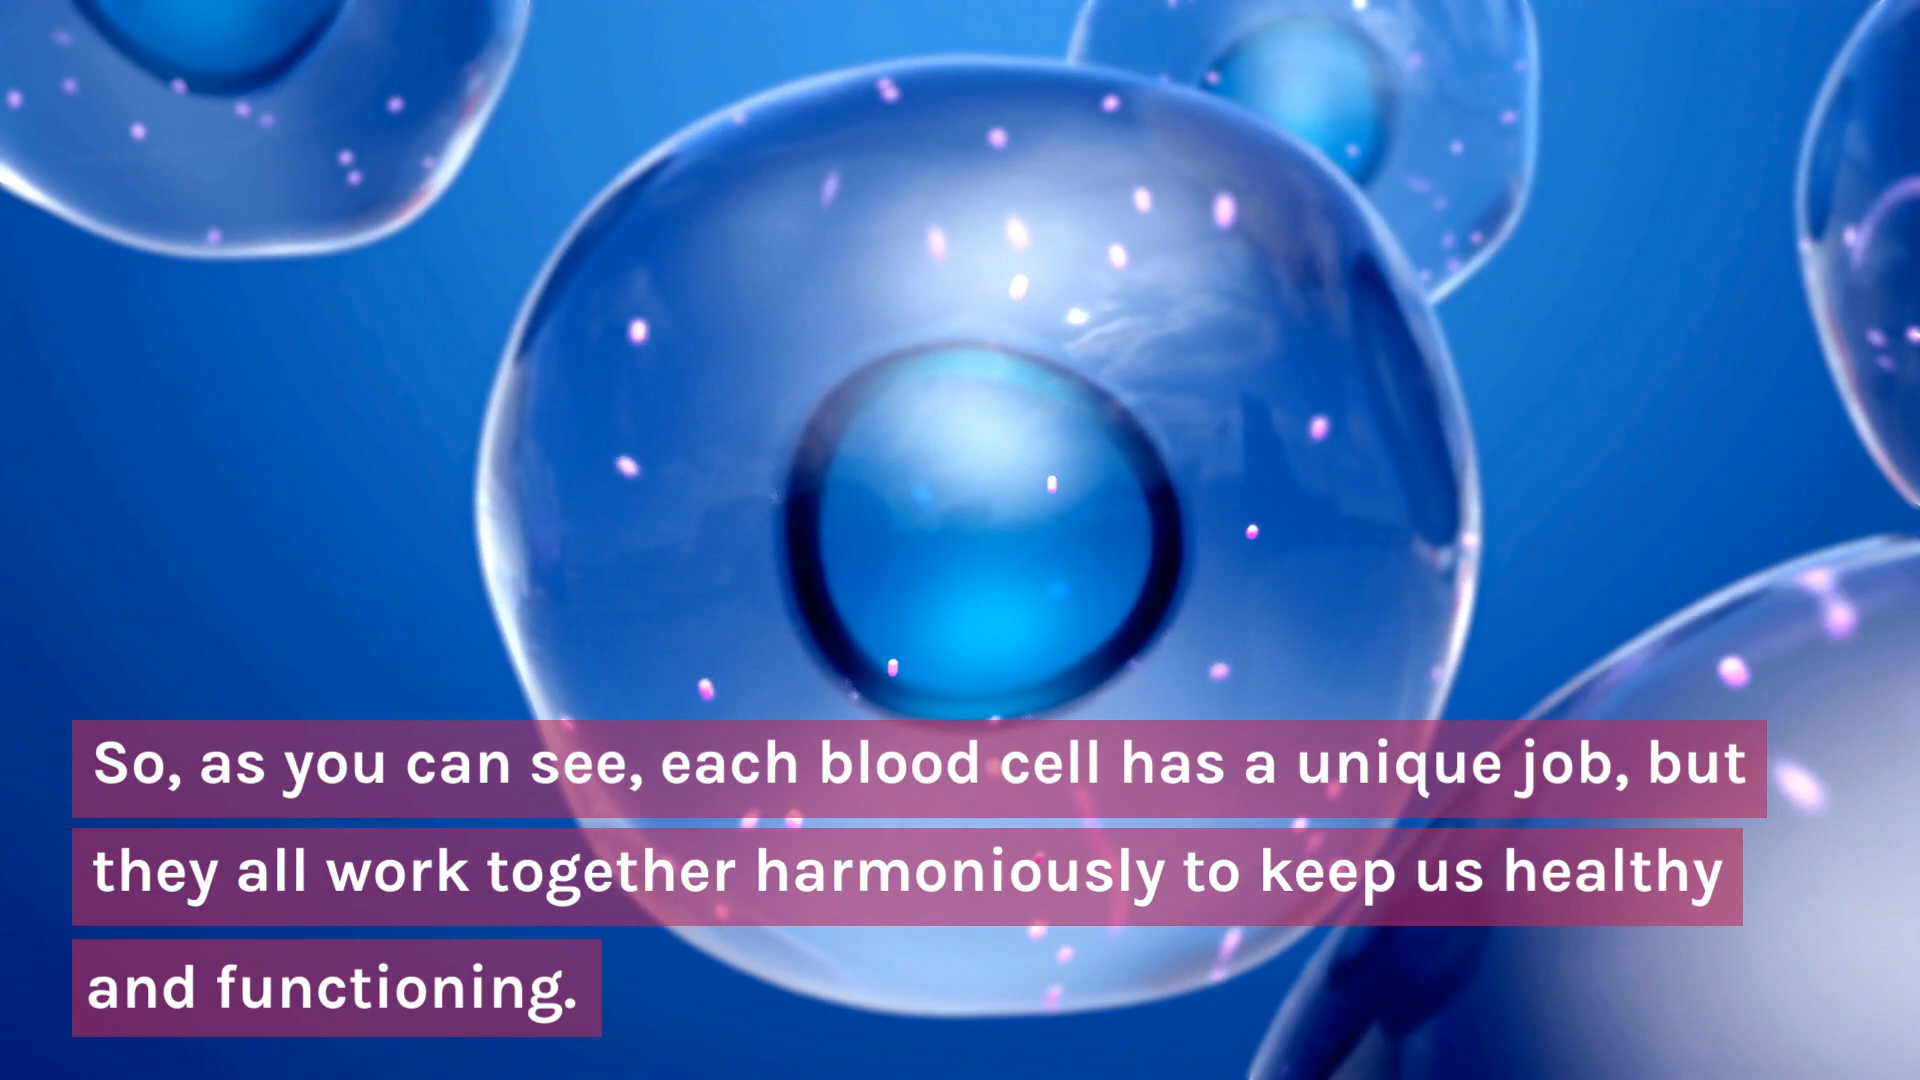 So, as you can see, each blood cell has a unique job, but
they all work together harmoniously to keep us healthy
and functioning.